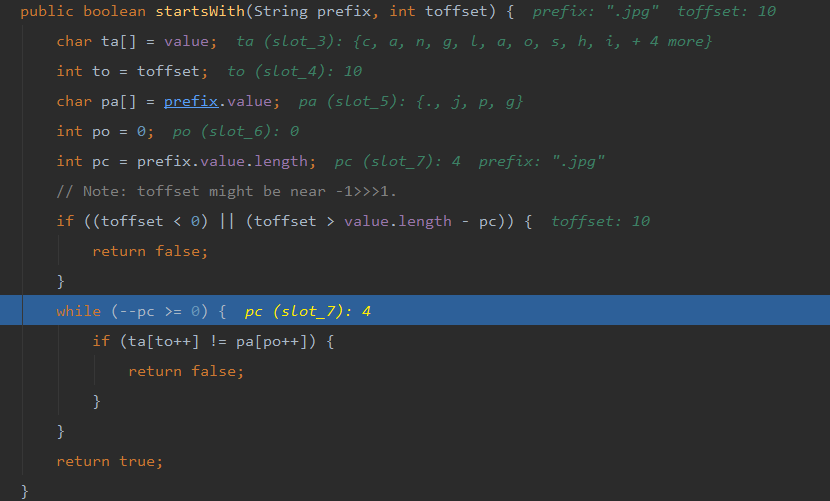 public boolean startsWith(String prefix, int toffset) {  prefix: ".jpg"  toffset: 10
    char ta[] = value;  ta (slot_3): {c, a, n, g, l, a, o, s, h, i, + 4 more}
    int to = toffset;  to (slot_4): 10
    char pa[] = prefix.value;  pa (slot_5): {., j, p, g}
    int po = 0;  po (slot_6): 0
    int pc = prefix.value.length;  pc (slot_7): 4  prefix: ".jpg"
    // Note: toffset might be near -1>>>1.
    if ((toffset < 0) || (toffset > value.length - pc)) {  toffset: 10
        return false;
    }
    while (--pc >= 0) {  pc (slot_7): 4
        if (ta[to++] != pa[po++]) {
            return false;
        }
    }
    return true;
}